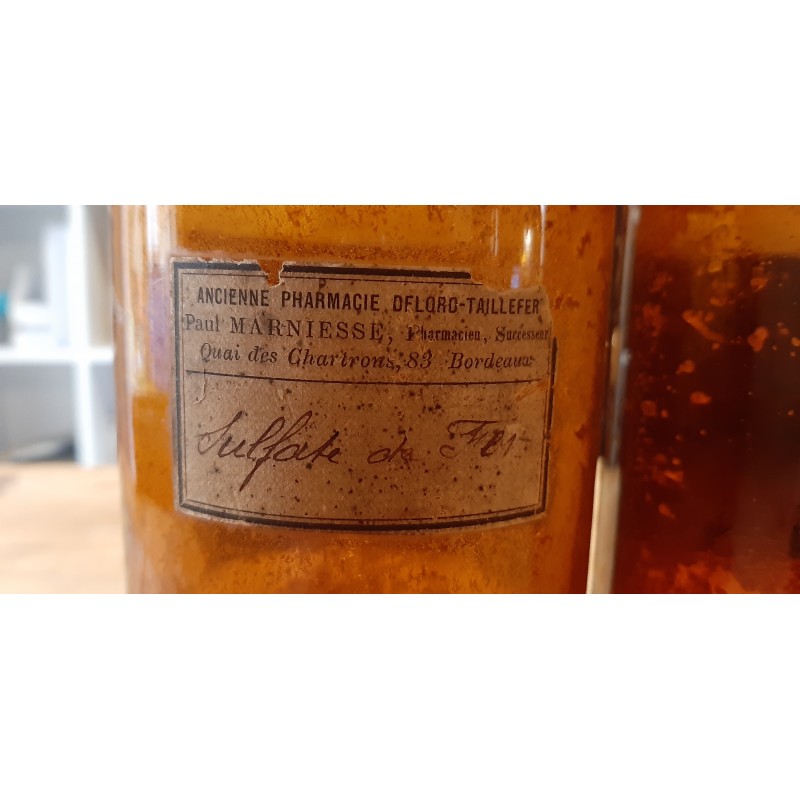 ANCIENNE PHARMACIE DFLORD-TAILLEFER
Paul MARNIESSE, Pharmacien, Successeur
Quai des Chartrons, 83 Bordeaux
Sulfate de Fer